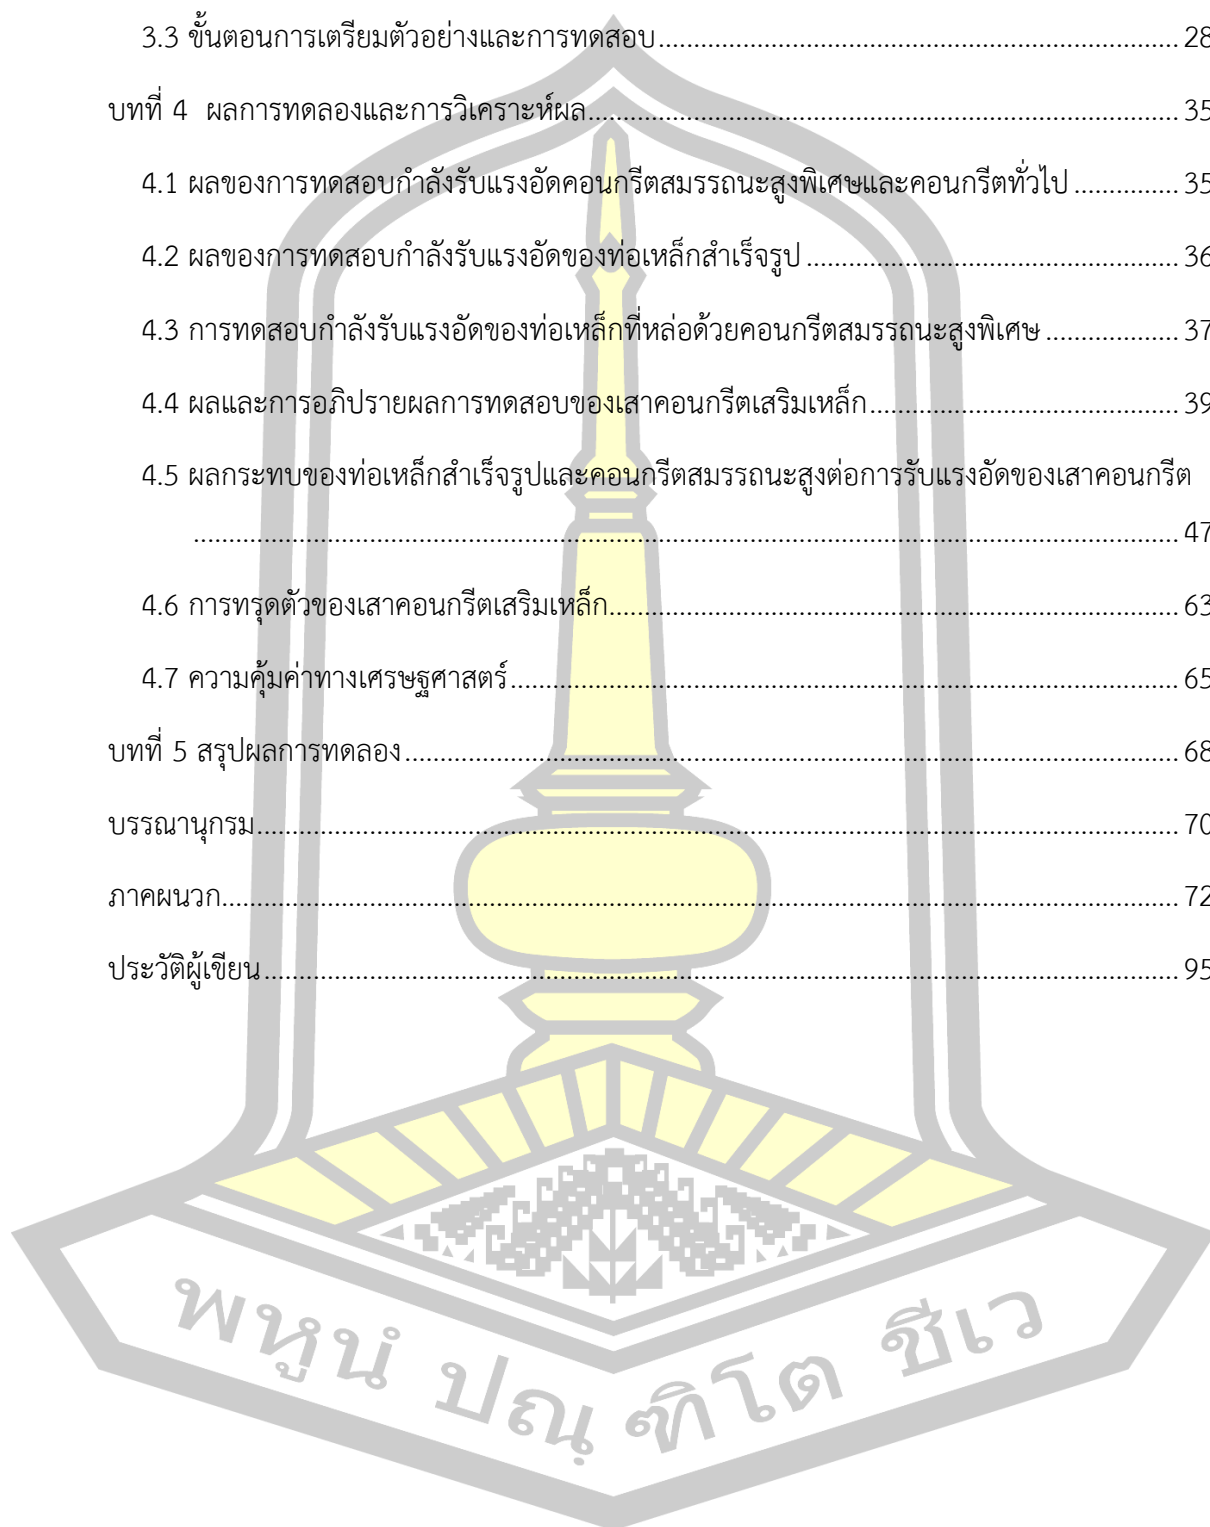 3.3 ขั้นตอนการเตรียมตัวอย่างและการทดสอบ 28
บทที่ 4 ผลการทดลองและการวิเคราะห์ผล 35
4.1 ผลของการทดสอบกำลังรับแรงอัดคอนกรีตสมรรถนะสูงพิเศษและคอนกรีตทั่วไป 35
4.2 ผลของการทดสอบกำลังรับแรงอัดของท่อเหล็กสำเร็จรูป 36
4.3 การทดสอบกำลังรับแรงอัดของท่อเหล็กที่หล่อด้วยคอนกรีตสมรรถนะสูงพิเศษ 37
4.4 ผลและการอภิปรายผลการทดสอบของเสาคอนกรีตเสริมเหล็ก 39
4.5 ผลกระทบของท่อเหล็กสำเร็จรูปและคอนกรีตสมรรถนะสูงต่อการรับแรงอัดของเสาคอนกรีต
47
4.6 การทรุดตัวของเสาคอนกรีตเสริมเหล็ก 63
4.7 ความคุ้มค่าทางเศรษฐศาสตร์ 65
บทที่ 5 สรุปผลการทดลอง 68
บรรณานุกรม 70
ภาคผนวก 72
ประวัติผู้เขียน 95
พหูนํ ปณฺฑิโต ชีเว